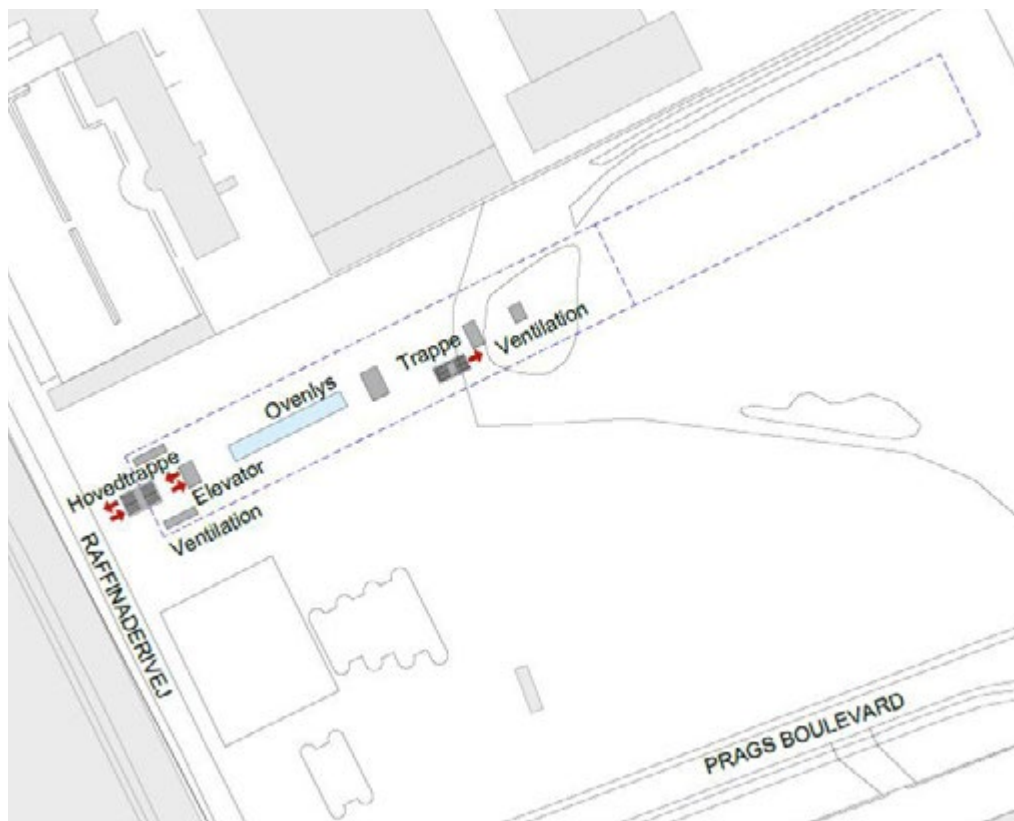 Ovenlys
Trappe
Ventilation
Hovedtrappe
Elevator
Ventilation
RAFFINADERIVEJ
PRAGS BOULEVARD